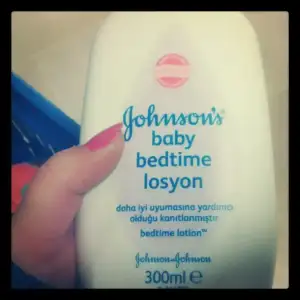 Johnson's®
baby
bedtime
losyon
daha iyi uyumasına yardımcı
olduğu kanıtlanmıştır
bedtime lotion™
Johnson&Johnson
300ml e